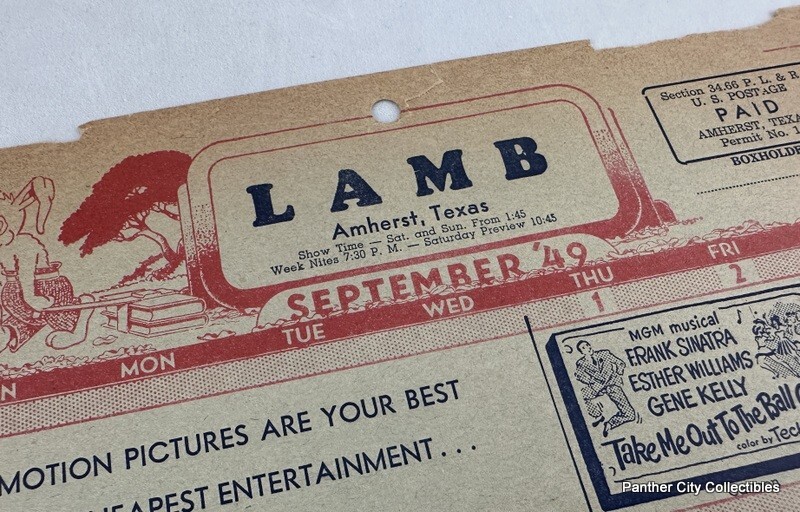 Section 34.66 P. L. & R
U. S. POSTAGE
PAID
AMHERST, TEXA
Permit No. 1
BOXHOLDE
LAMB
Amherst, Texas
Show Time — Sat. and Sun. From 1:45
Week Nites 7:30 P. M. — Saturday Preview 10:45
SEPTEMBER '49
N MON TUE WED THU FRI
1 2
MOTION PICTURES ARE YOUR BEST
EAPEST ENTERTAINMENT...
MGM musical
FRANK SINATRA
ESTHER WILLIAMS
GENE KELLY
Take Me Out To The Ball G
color by Tech
Panther City Collectibles